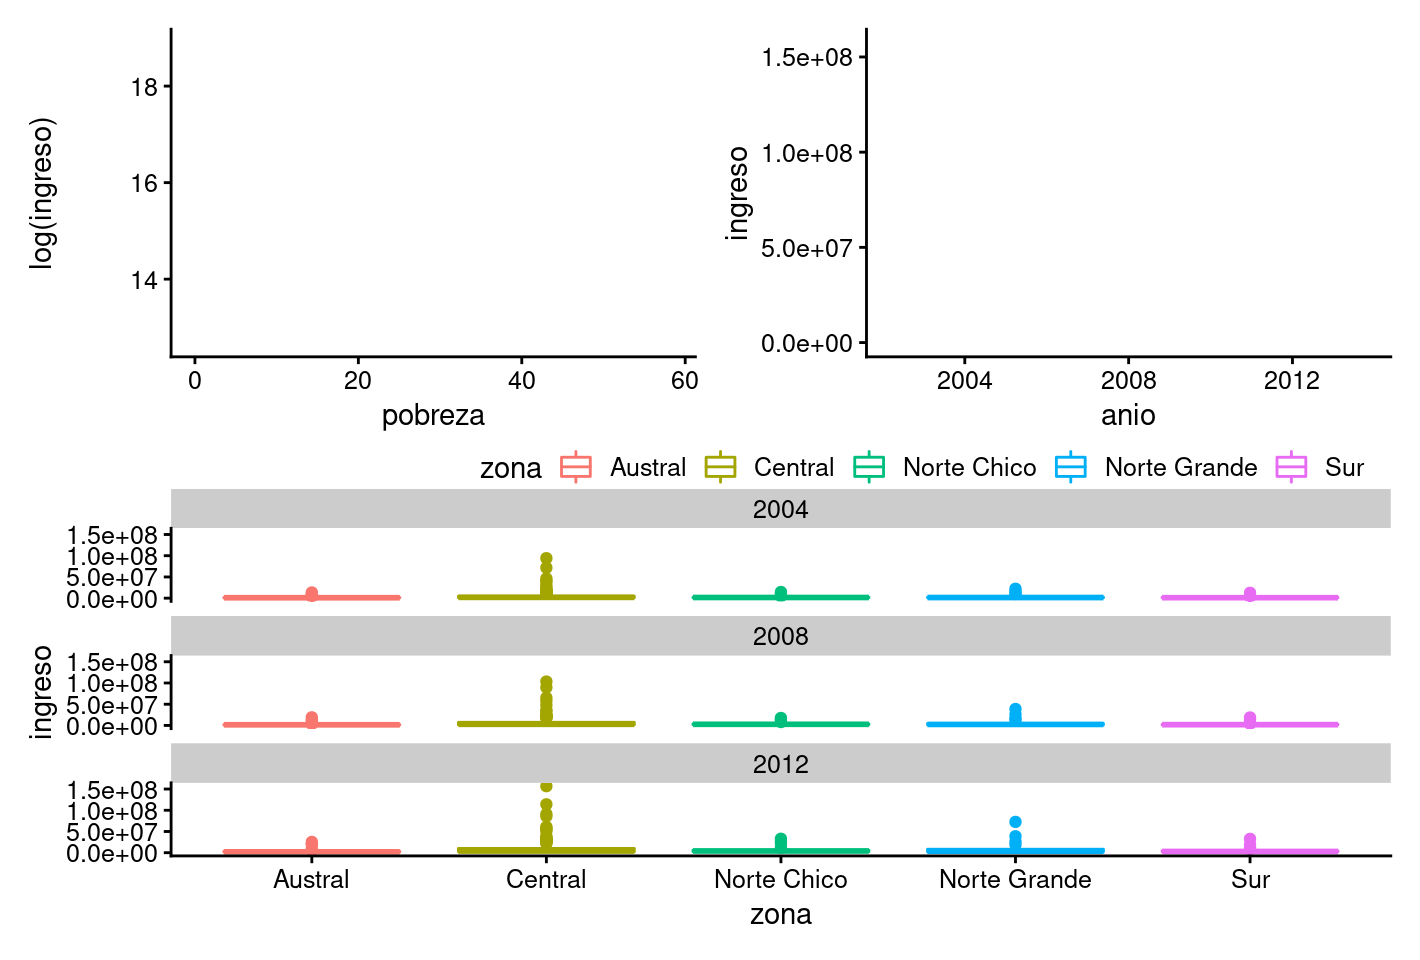 log(ingreso)
18
16
14
0 20 40 60
pobreza
ingreso
1.5e+08
1.0e+08
5.0e+07
0.0e+00
2004 2008 2012
anio
zona Austral Central Norte Chico Norte Grande Sur
ingreso
2004
1.5e+08
1.0e+08
5.0e+07
0.0e+00
2008
1.5e+08
1.0e+08
5.0e+07
0.0e+00
2012
1.5e+08
1.0e+08
5.0e+07
0.0e+00
Austral Central Norte Chico Norte Grande Sur
zona